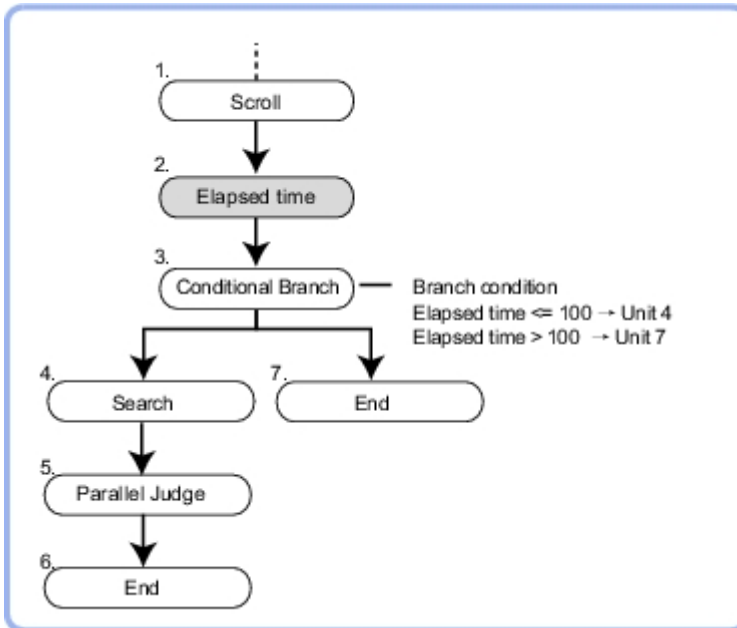 1.
Scroll
2.
Elapsed time
3.
Conditional Branch
Branch condition
Elapsed time <= 100 → Unit 4
Elapsed time > 100 → Unit 7
4.
Search
7.
End
5.
Parallel Judge
6.
End